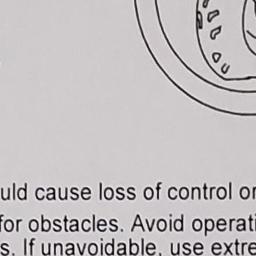 uld cause loss of control or
for obstacles. Avoid operati
s. If unavoidable, use extre